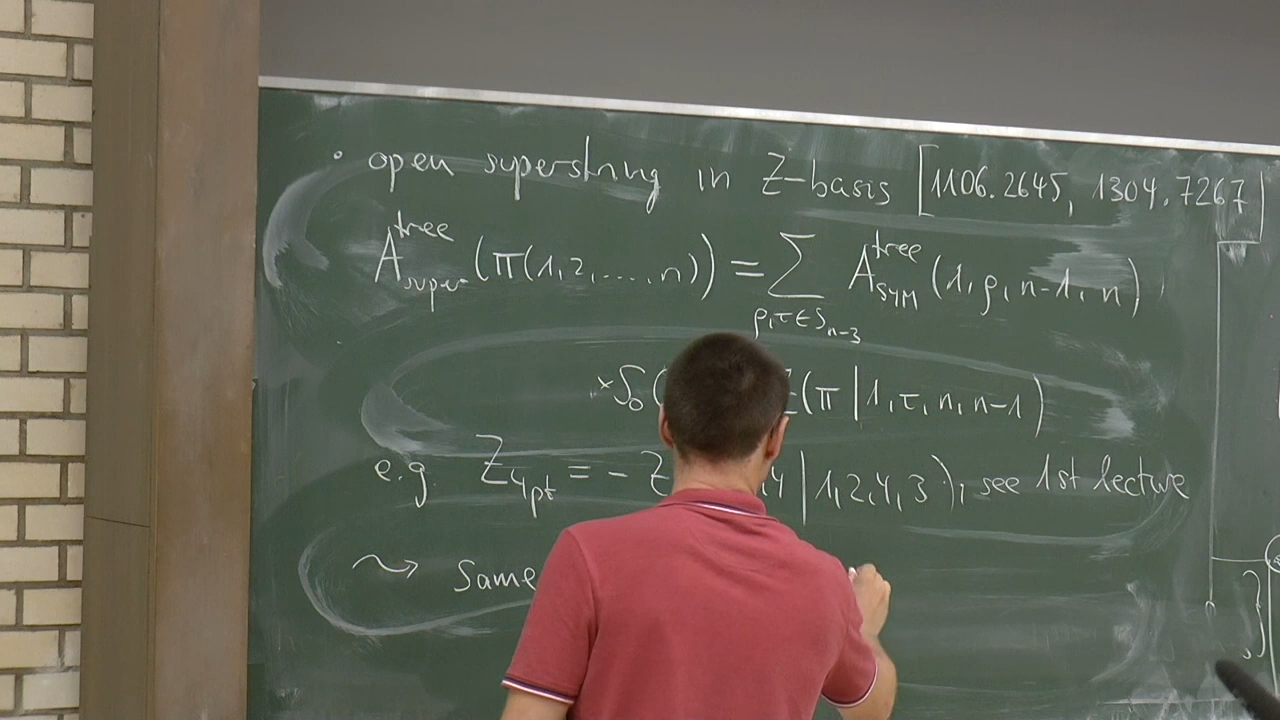 • open superstring in Z-basis [1106.2645, 1304.7267]
A^tree_super (π(1,2,....,n)) = Σ_{ρ,τ∈S_{n-3}} A^tree_SYM (1,ρ,n-1,n)
× S_0( (π|1,τ,n,n-1)
e.g. Z_4pt = - Z ,4|1,2,4,3), see 1st lecture
⇝ Same